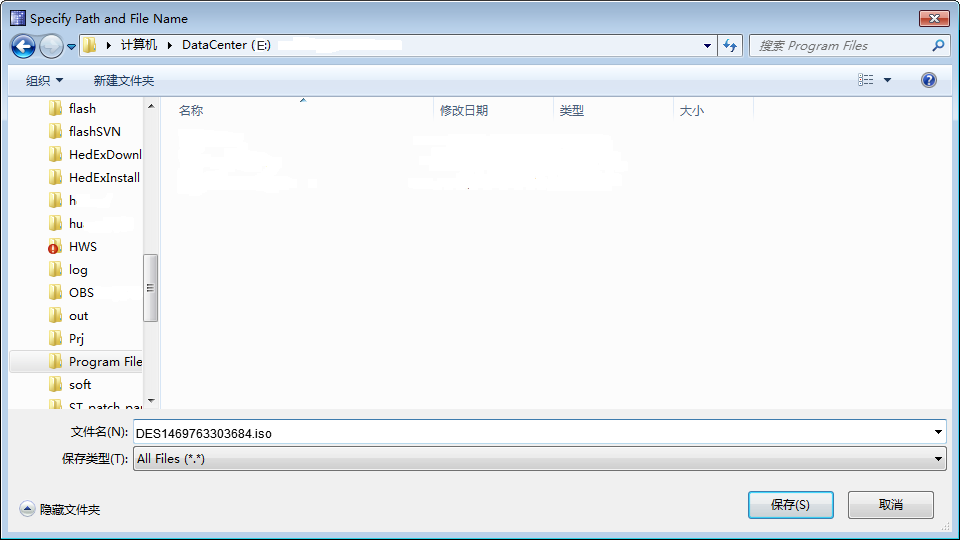 Specify Path and File Name
计算机 DataCenter (E:)
搜索 Program Files
组织 新建文件夹
名称 修改日期 类型 大小
flash
flashSVN
HedExDownl
HedExInstall
h
hu
HWS
log
OBS
out
Prj
Program File
soft
ST_patch_pa
文件名(N): DES1469763303684.iso
保存类型(T): All Files (*.*)
隐藏文件夹 保存(S) 取消